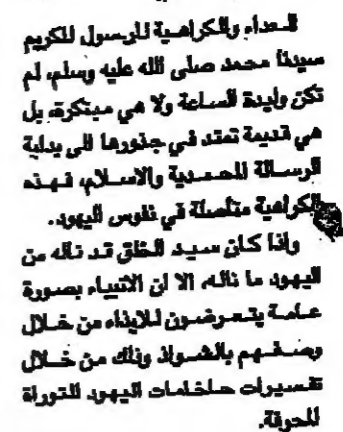 العداء والكراهية للرسول الكريم
سيدنا محمد صلى الله عليه وسلم، لم
تكن وليدة الساعة ولا هي مبتكرة، بل
هي قديمة تمتد في جذورها الى بداية
الرسالة المحمدية والاسلام، فهذه
الكراهية متأصلة في نفوس اليهود.
واذا كان سيد الخلق قد ناله من
اليهود ما ناله، الا ان الانبياء بصورة
عامة يتعرضون للايذاء من خلال
وصفهم بالشواذ وذلك من خلال
تفسيرات حاخامات اليهود للتوراة
المحرفة.